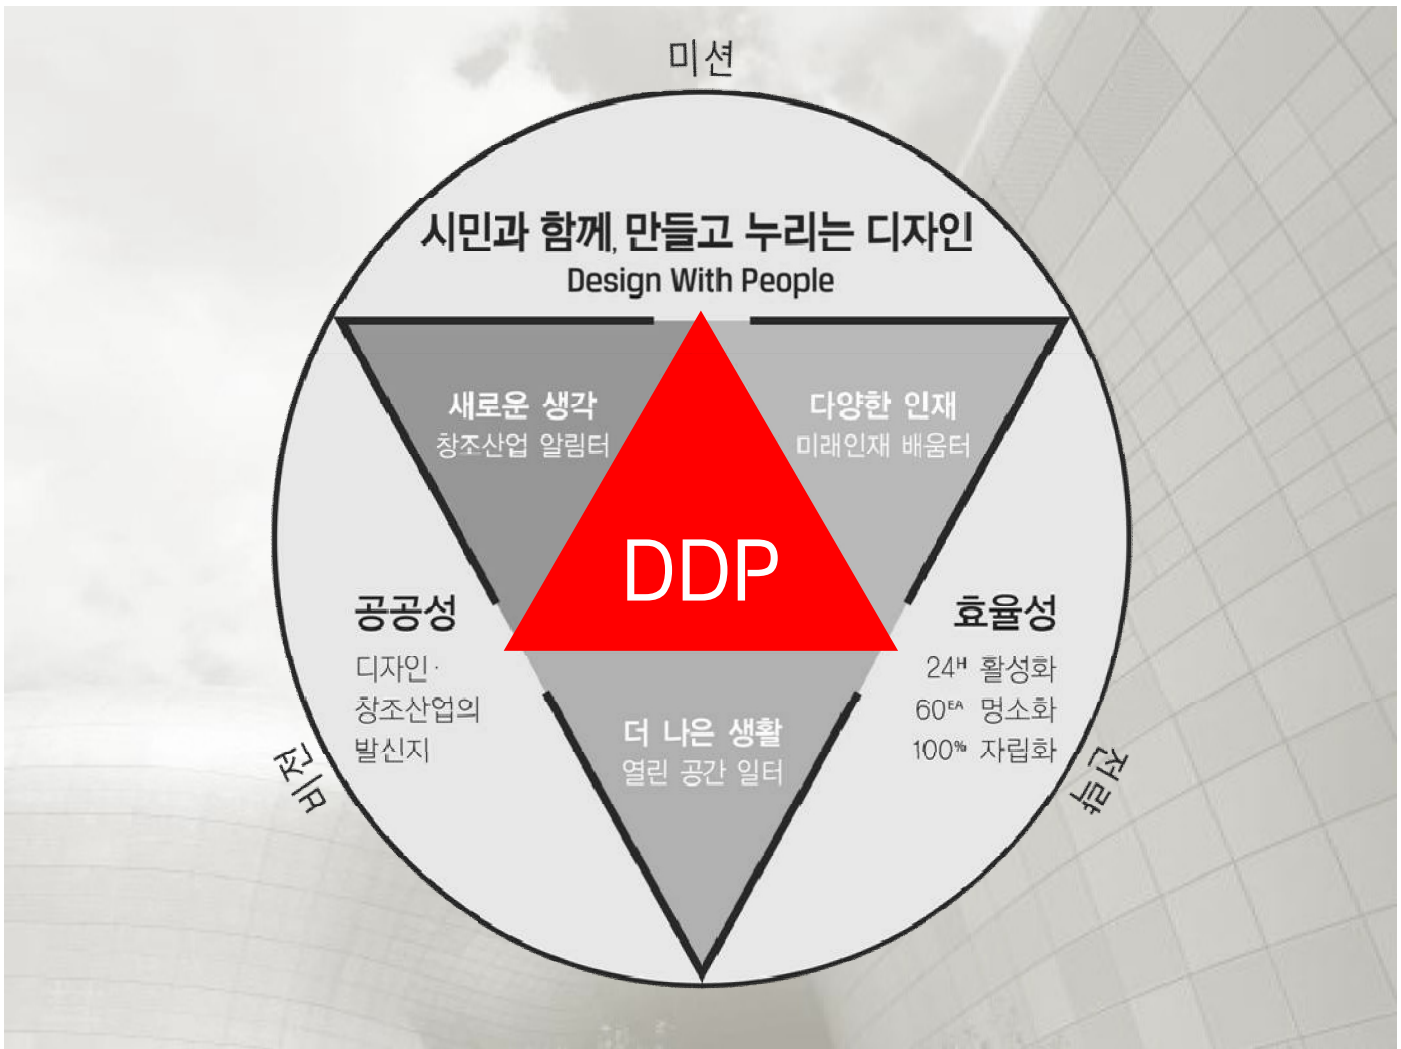 미션
시민과 함께, 만들고 누리는 디자인
Design With People
새로운 생각
창조산업 알림터
다양한 인재
미래인재 배움터
DDP
공공성
디자인·
창조산업의
발신지
효율성
24H 활성화
60EA 명소화
100% 자립화
더 나은 생활
열린 공간 일터
비전
전략